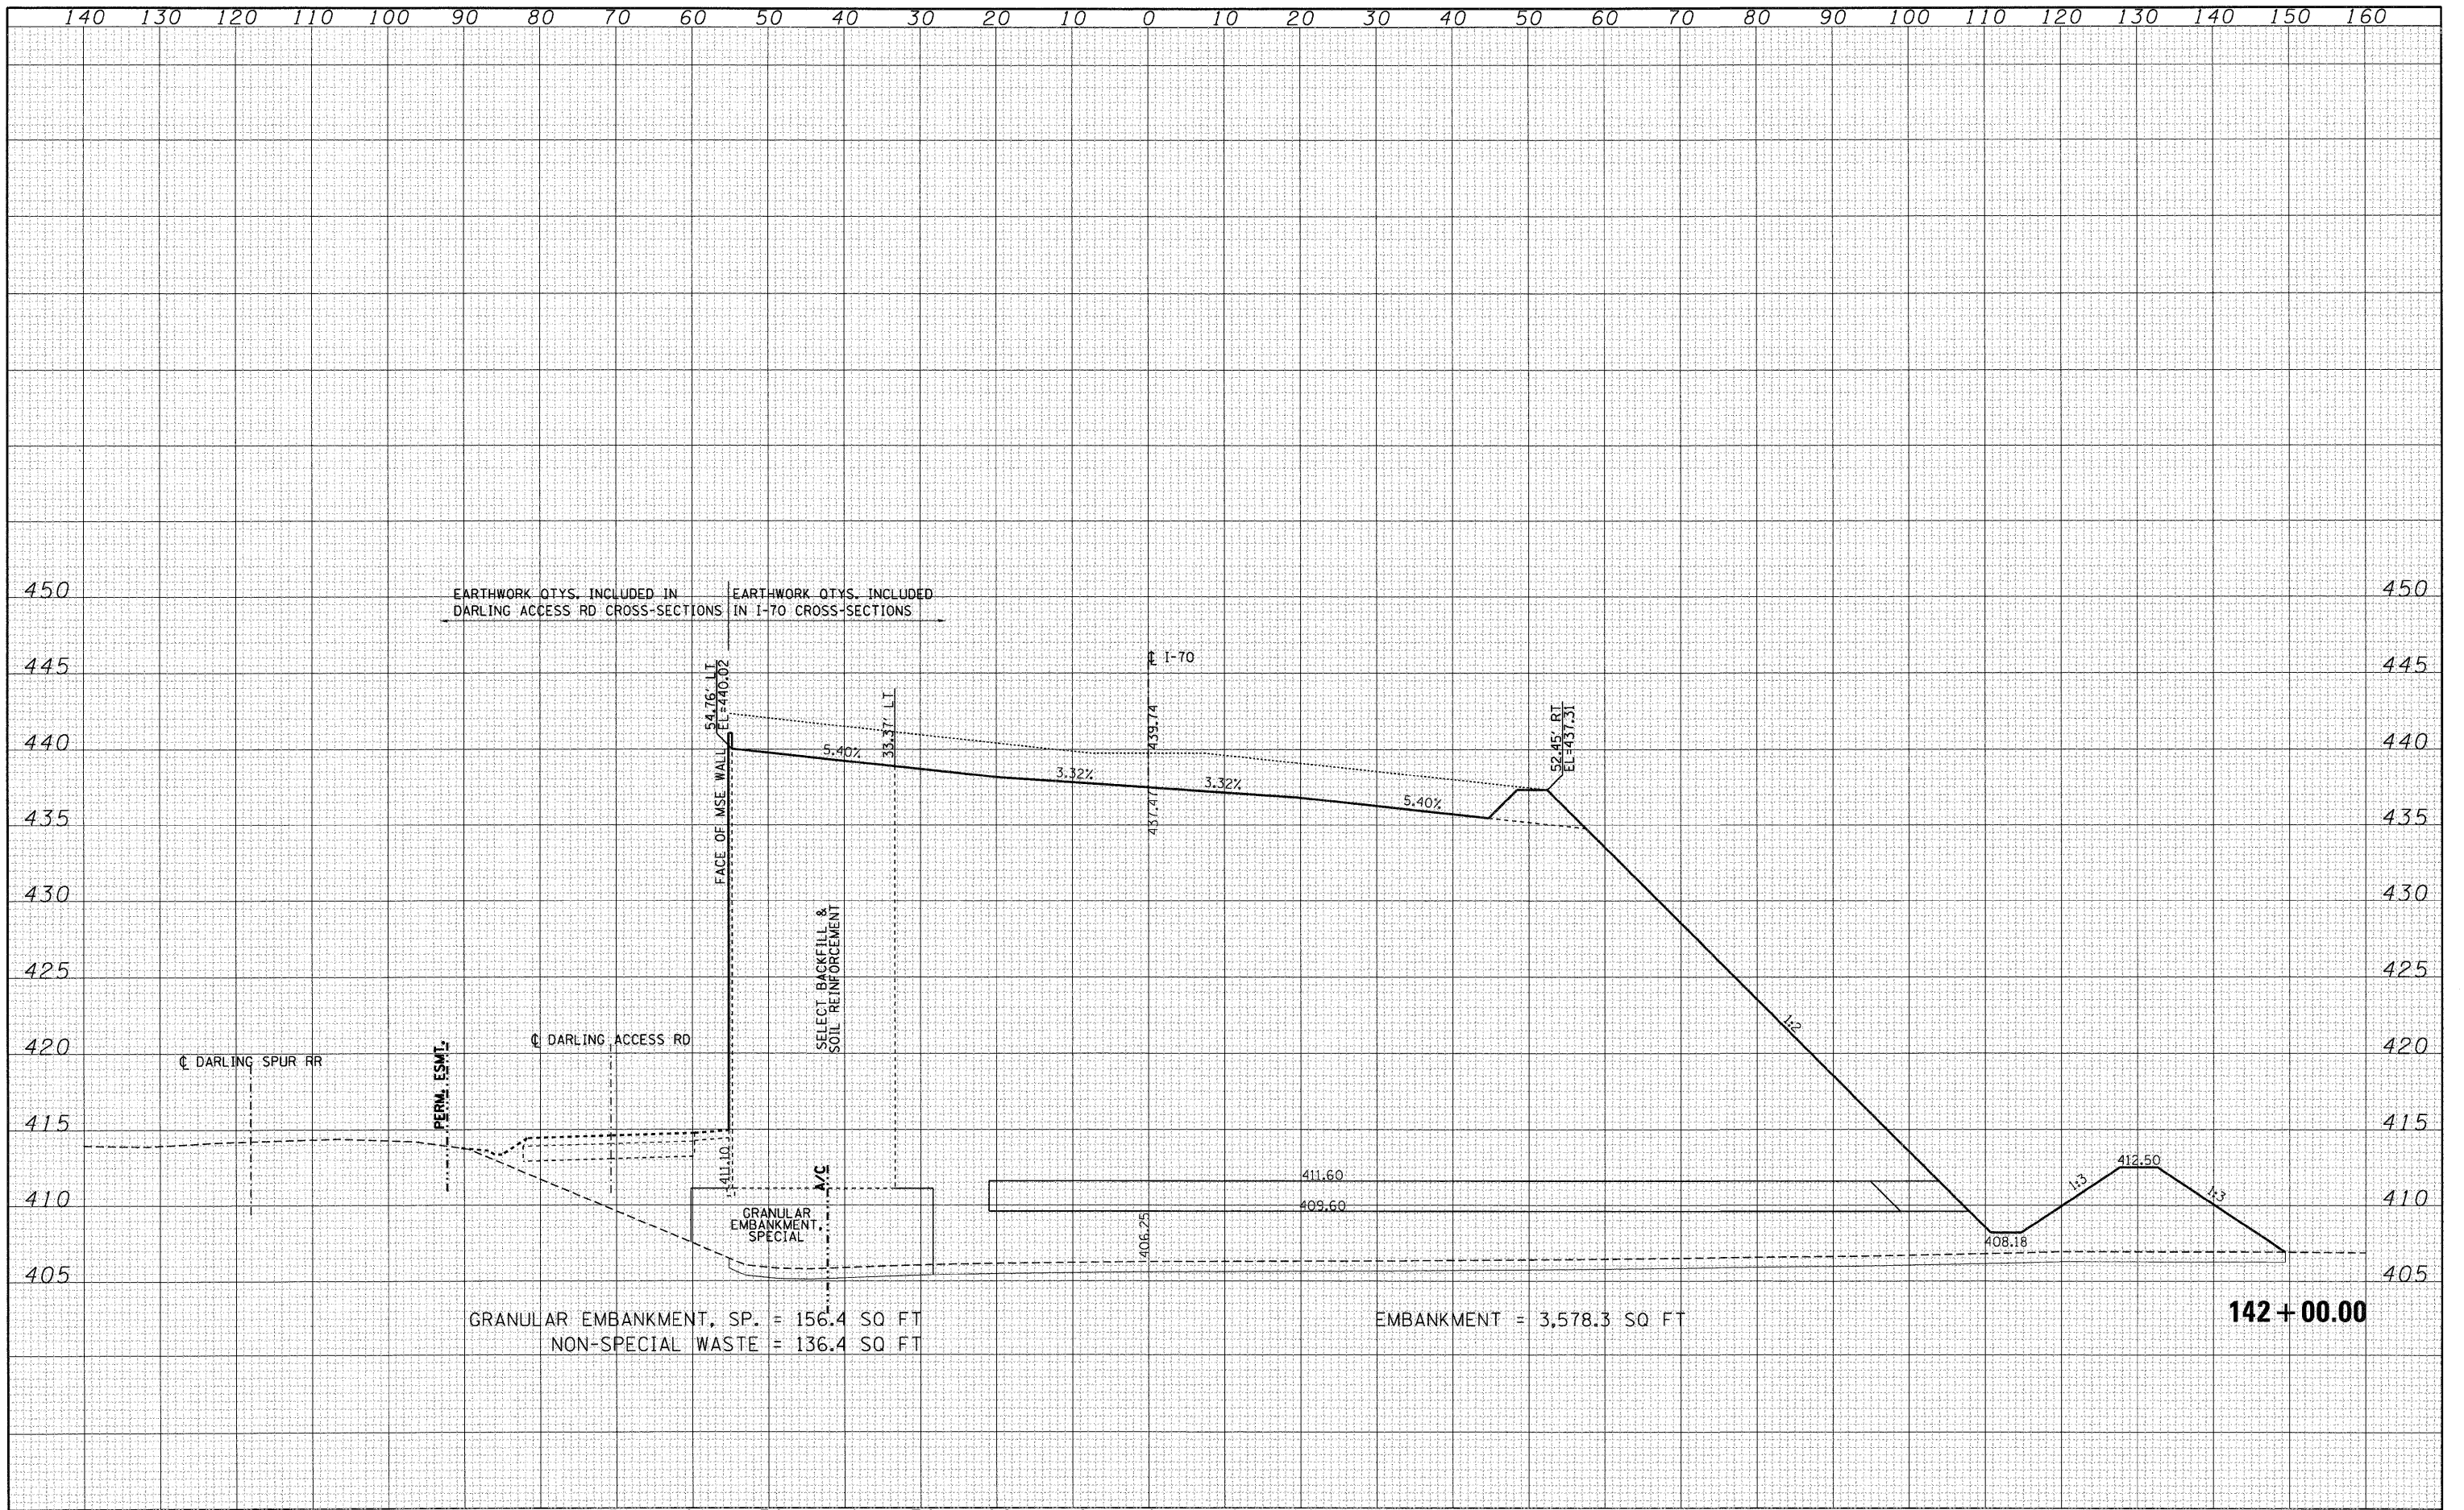 140 130 120 110 100 90 80 70 60 50 40 30 20 10 0 10 20 30 40 50 60 70 80 90 100 110 120 130 140 150 160
450 450
EARTHWORK QTYS. INCLUDED IN
DARLING ACCESS RD CROSS-SECTIONS
EARTHWORK QTYS. INCLUDED
IN I-70 CROSS-SECTIONS
445 445
℄ I-70
54.76' LT
EL=440.02
33.37' LT
439.74
52.45' RT
EL=437.31
440 440
5.40%
3.32%
3.32%
5.40%
437.47
435 435
FACE OF MSE WALL
430 430
SELECT BACKFILL &
SOIL REINFORCEMENT
425 425
1:2
420 420
℄ DARLING SPUR RR
PERM. ESMT.
℄ DARLING ACCESS RD
415 415
411.10
A/C
411.60
412.50
1:3
1:3
410 410
GRANULAR
EMBANKMENT,
SPECIAL
409.60
406.25
408.18
405 405
GRANULAR EMBANKMENT, SP. = 156.4 SQ FT
NON-SPECIAL WASTE = 136.4 SQ FT
EMBANKMENT = 3,578.3 SQ FT
142+00.00